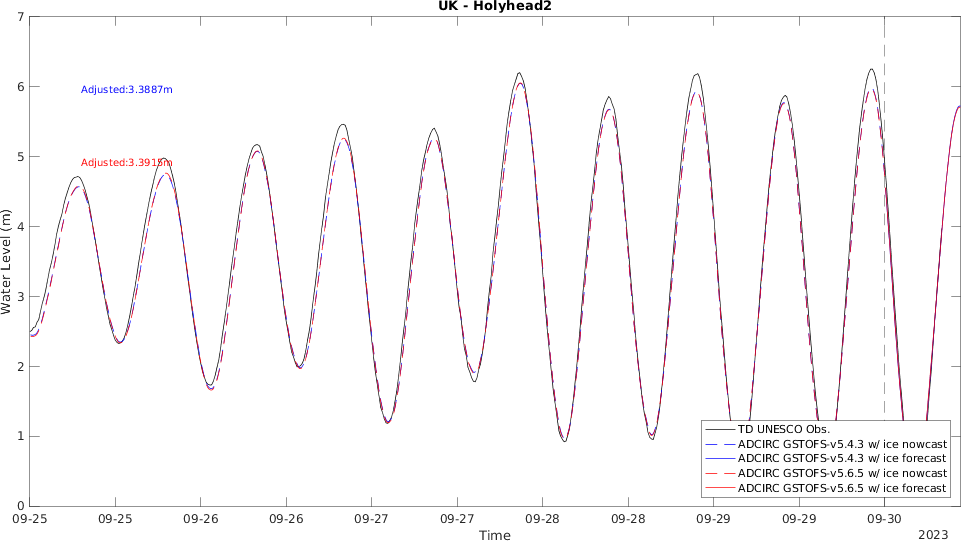 UK - Holyhead2
7
6
5
4
3
2
1
0
Water Level (m)
Adjusted:3.3887m
Adjusted:3.3915m
TD UNESCO Obs.
ADCIRC GSTOFS-v5.4.3 w/ ice nowcast
ADCIRC GSTOFS-v5.4.3 w/ ice forecast
ADCIRC GSTOFS-v5.6.5 w/ ice nowcast
ADCIRC GSTOFS-v5.6.5 w/ ice forecast
09-25 09-25 09-26 09-26 09-27 09-27 09-28 09-28 09-29 09-29 09-30
Time
2023